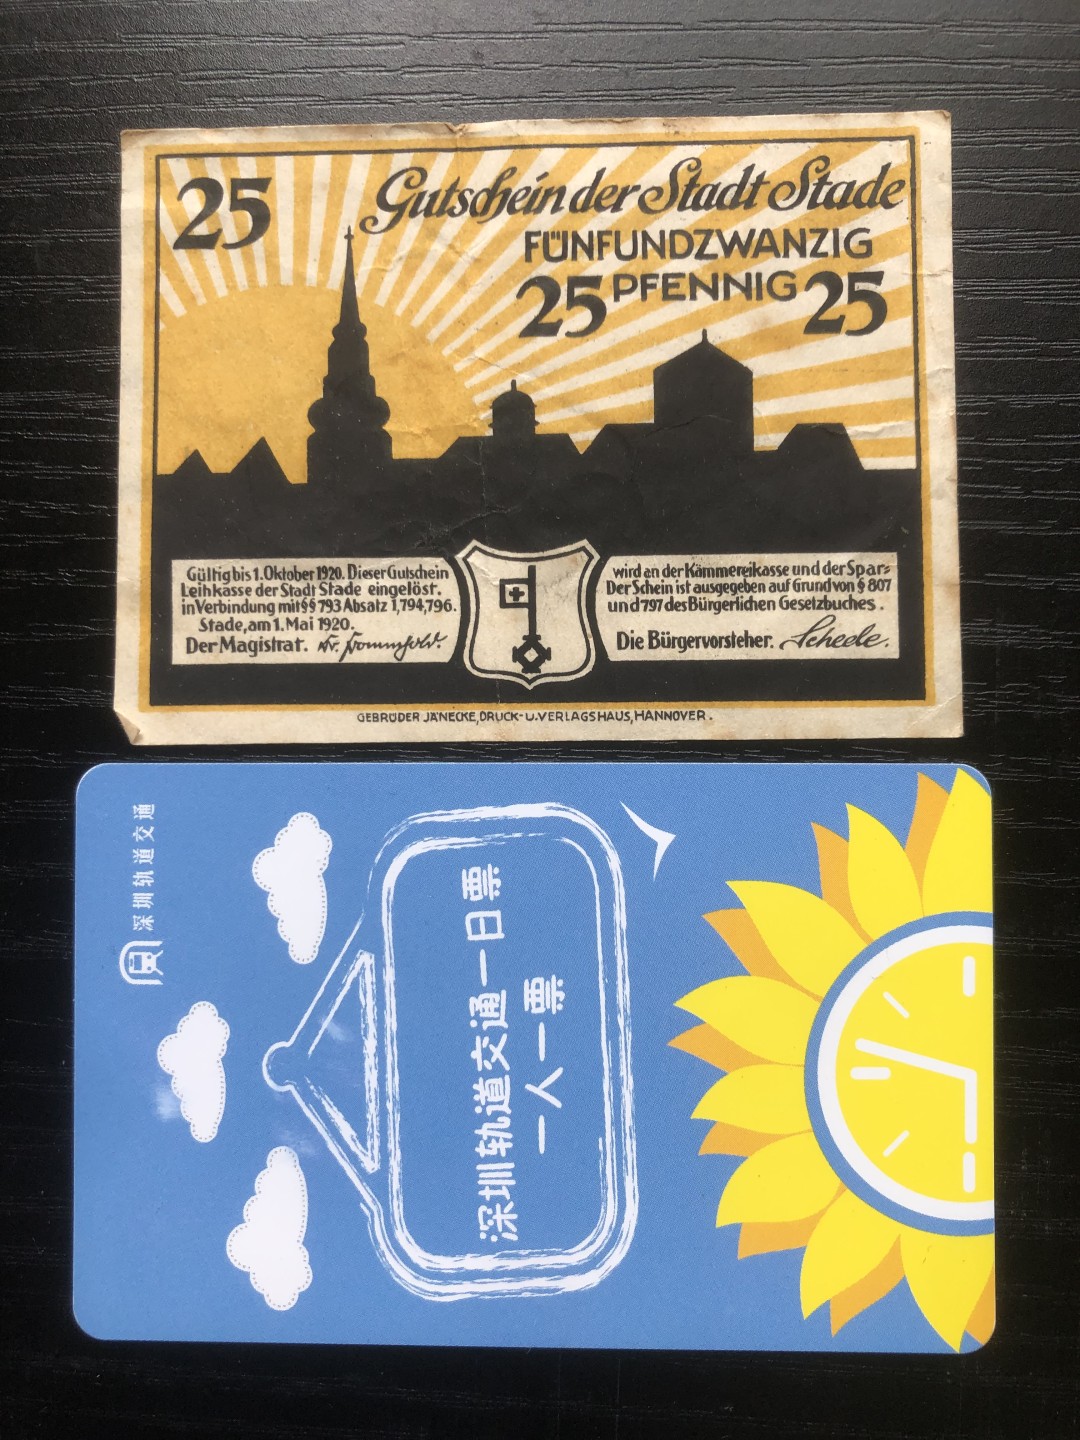 25
Gutschein der Stadt Stade
FÜNFUNDZWANZIG
25 PFENNIG 25
Gültig bis 1. Oktober 1920. Dieser Gutschein
Leihkasse der Stadt Stade eingelöst.
in Verbindung mit §§ 793 Absatz 1, 794, 796.
Stade, am 1. Mai 1920.
Der Magistrat.
wird an der Kämmereikasse und der Spar=
Der Schein ist ausgegeben auf Grund von § 807
und 797 des Bürgerlichen Gesetzbuches.
Die Bürgervorsteher. Scheele.
GEBRÜDER JÄNECKE, DRUCK- U. VERLAGSHAUS, HANNOVER.
深圳轨道交通
深圳轨道交通一日票
一人一票